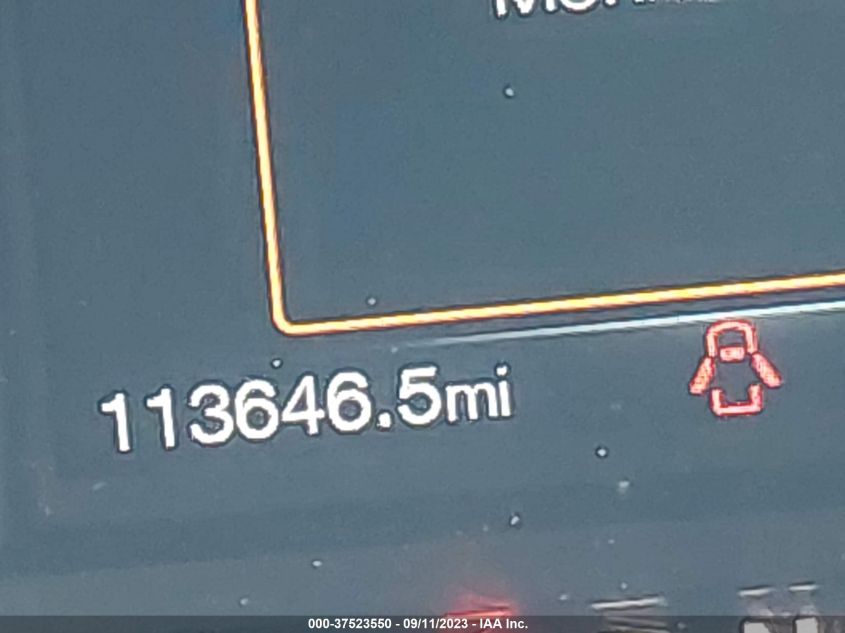 113646.5mi
000-37523550 - 09/11/2023 - IAA Inc.